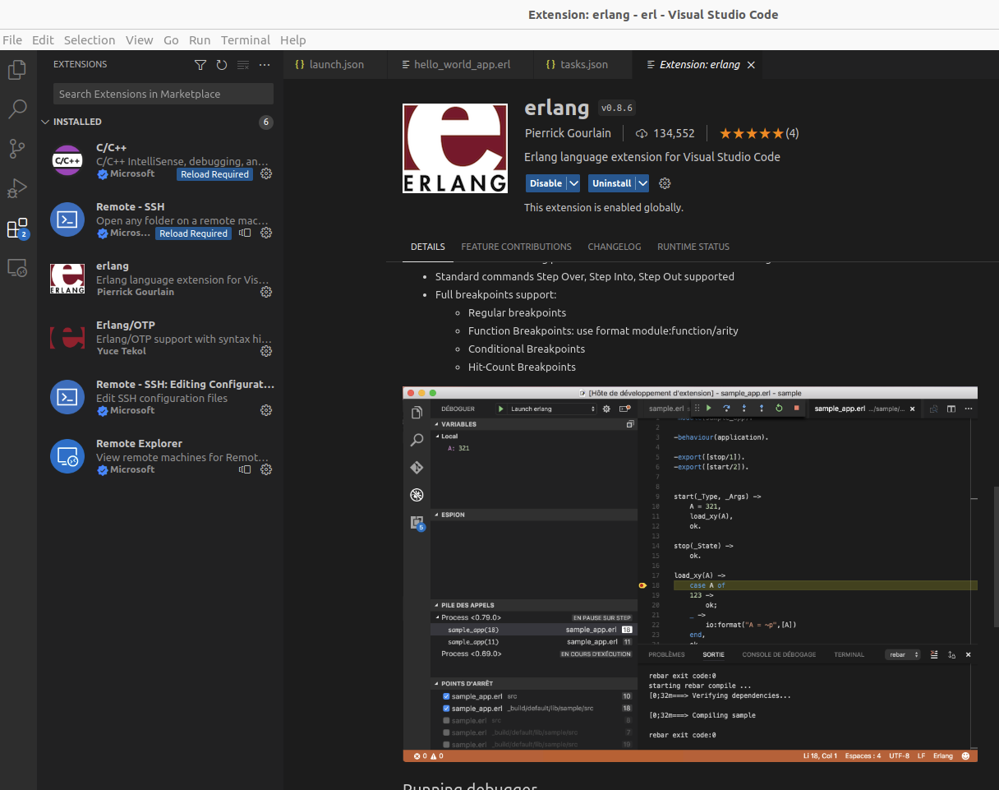 Extension: erlang - erl - Visual Studio Code
File Edit Selection View Go Run Terminal Help
EXTENSIONS
launch.json
hello_world_app.erl
tasks.json
Extension: erlang
Search Extensions in Marketplace
INSTALLED
6
C/C++
C/C++
C/C++ IntelliSense, debugging, an...
Microsoft
Reload Required
Remote - SSH
Open any folder on a remote mac...
Micros...
Reload Required
2
erlang
Erlang language extension for Vis...
Pierrick Gourlain
ERLANG
Erlang/OTP
Erlang/OTP support with syntax hi...
Yuce Tekol
Remote - SSH: Editing Configurat...
Edit SSH configuration files
Microsoft
Remote Explorer
View remote machines for Remot...
Microsoft
ERLANG
erlang v0.8.6
Pierrick Gourlain 134,552 (4)
Erlang language extension for Visual Studio Code
Disable Uninstall
This extension is enabled globally.
DETAILS FEATURE CONTRIBUTIONS CHANGELOG RUNTIME STATUS
Standard commands Step Over, Step Into, Step Out supported
Full breakpoints support:
Regular breakpoints
Function Breakpoints: use format module:function/arity
Conditional Breakpoints
Hit-Count Breakpoints
[Hôte de développement d'extension] - sample_app.erl - sample
DÉBOGUER Launch erlang
sample.erl
sample_app.erl .../sample/...
VARIABLES
Local
A: 321
ESPION
5
PILE DES APPELS
Process <0.79.0> EN PAUSE SUR STEP
sample_app(18) sample_app.erl 18
sample_app(11) sample_app.erl 11
Process <0.69.0> EN COURS D'EXÉCUTION
POINTS D'ARRÊT
sample_app.erl src 10
sample_app.erl _build/default/lib/sample/src 18
sample.erl src 8
sample.erl _build/default/lib/sample/src 7
sample.erl _build/default/lib/sample/src 19
2
3 -behaviour(application).
4
5 -export([stop/1]).
6 -export([start/2]).
7
8
9 start(_Type, _Args) ->
10 A = 321,
11 load_xy(A),
12 ok.
13
14 stop(_State) ->
15 ok.
16
17 load_xy(A) ->
18 case A of
19 123 ->
20 ok;
21 _ ->
22 io:format("A = ~p",[A])
23 end,
PROBLÈMES SORTIE CONSOLE DE DÉBOGAGE TERMINAL rebar
rebar exit code:0
starting rebar compile ...
[0;32m===> Verifying dependencies...
[0;32m===> Compiling sample
rebar exit code:0
0 0
Li 18, Col 1 Espaces : 4 UTF-8 LF Erlang
Running debugger